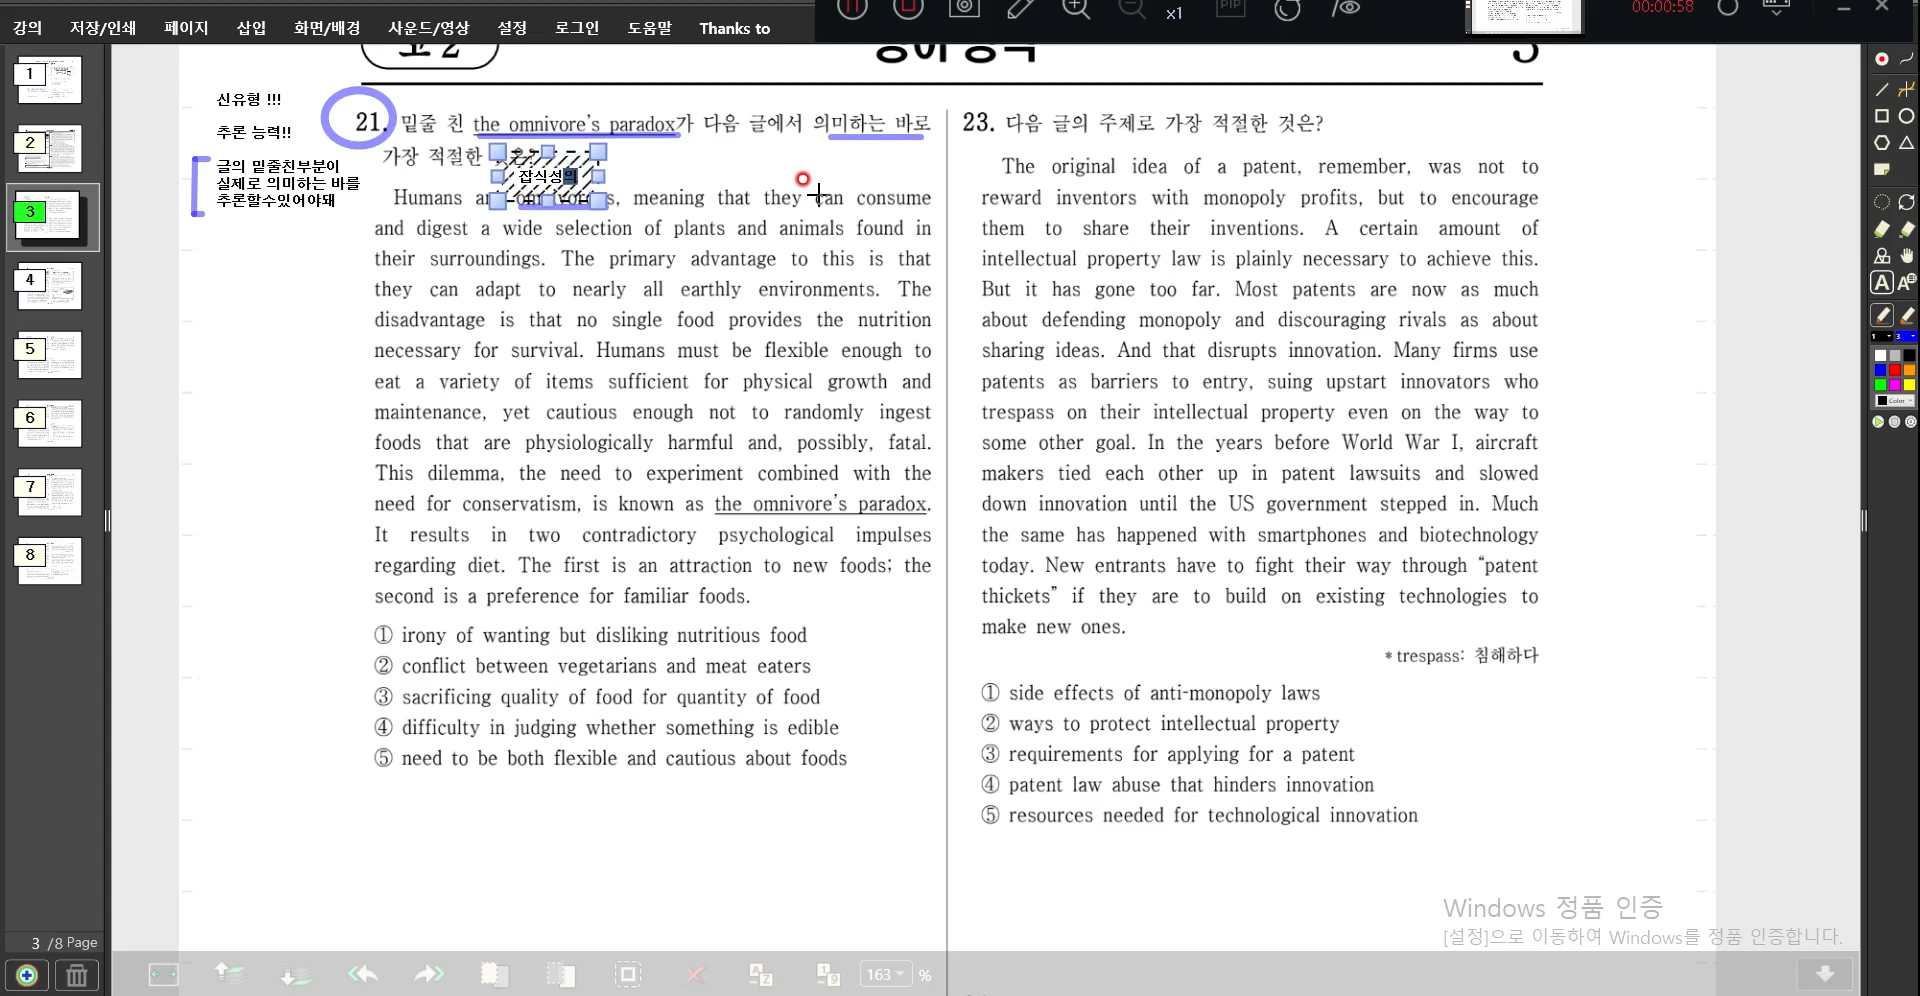 강의 저장/인쇄 페이지 삽입 화면/배경 사운드/영상 설정 로그인 도움말 Thanks to
x1
PIP
00:00:58
고 2
영어 영역
3
신유형 !!!
추론 능력!!
글의 밑줄친부분이
실제로 의미하는 바를
추론할수있어야돼
1
2
3
4
5
6
7
8
21. 밑줄 친 the omnivore's paradox가 다음 글에서 의미하는 바로
가장 적절한
잡식성의
Humans are omnivorous, meaning that they can consume
and digest a wide selection of plants and animals found in
their surroundings. The primary advantage to this is that
they can adapt to nearly all earthly environments. The
disadvantage is that no single food provides the nutrition
necessary for survival. Humans must be flexible enough to
eat a variety of items sufficient for physical growth and
maintenance, yet cautious enough not to randomly ingest
foods that are physiologically harmful and, possibly, fatal.
This dilemma, the need to experiment combined with the
need for conservatism, is known as the omnivore's paradox.
It results in two contradictory psychological impulses
regarding diet. The first is an attraction to new foods; the
second is a preference for familiar foods.
① irony of wanting but disliking nutritious food
② conflict between vegetarians and meat eaters
③ sacrificing quality of food for quantity of food
④ difficulty in judging whether something is edible
⑤ need to be both flexible and cautious about foods
23. 다음 글의 주제로 가장 적절한 것은?
The original idea of a patent, remember, was not to
reward inventors with monopoly profits, but to encourage
them to share their inventions. A certain amount of
intellectual property law is plainly necessary to achieve this.
But it has gone too far. Most patents are now as much
about defending monopoly and discouraging rivals as about
sharing ideas. And that disrupts innovation. Many firms use
patents as barriers to entry, suing upstart innovators who
trespass on their intellectual property even on the way to
some other goal. In the years before World War I, aircraft
makers tied each other up in patent lawsuits and slowed
down innovation until the US government stepped in. Much
the same has happened with smartphones and biotechnology
today. New entrants have to fight their way through “patent
thickets” if they are to build on existing technologies to
make new ones.
* trespass: 침해하다
① side effects of anti-monopoly laws
② ways to protect intellectual property
③ requirements for applying for a patent
④ patent law abuse that hinders innovation
⑤ resources needed for technological innovation
Color
Windows 정품 인증
[설정]으로 이동하여 Windows를 정품 인증합니다.
3 /8 Page
163 %